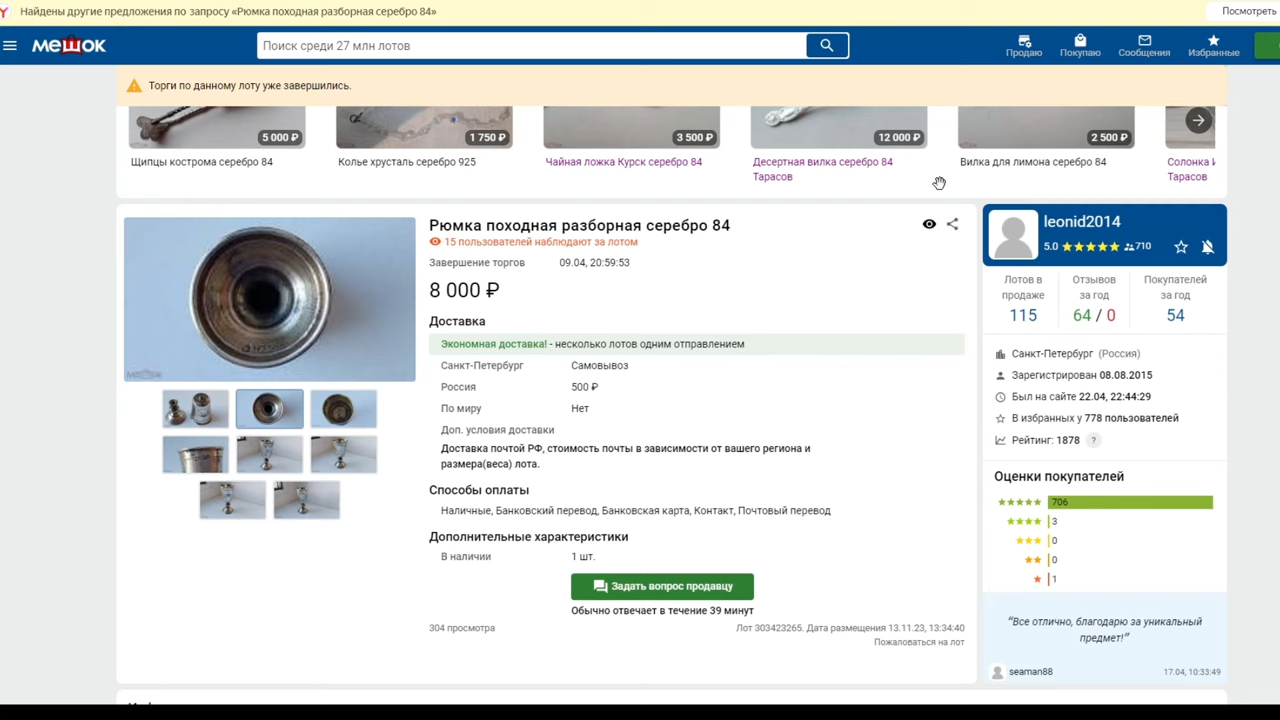 Найдены другие предложения по запросу «Рюмка походная разборная серебро 84»
Посмотреть
мешок
Поиск среди 27 млн лотов
Продаю
Покупаю
Сообщения
Избранные
Торги по данному лоту уже завершились.
5 000 ₽
1 750 ₽
3 500 ₽
12 000 ₽
2 500 ₽
Щипцы кострома серебро 84
Колье хрусталь серебро 925
Чайная ложка Курск серебро 84
Десертная вилка серебро 84
Тарасов
Вилка для лимона серебро 84
Солонка
Тарасов
Рюмка походная разборная серебро 84
15 пользователей наблюдают за лотом
Завершение торгов 09.04, 20:59:53
8 000 ₽
Доставка
Экономная доставка! - несколько лотов одним отправлением
Санкт-Петербург Самовывоз
Россия 500 ₽
По миру Нет
Доп. условия доставки
Доставка почтой РФ, стоимость почты в зависимости от вашего региона и
размера(веса) лота.
Способы оплаты
Наличные, Банковский перевод, Банковская карта, Контакт, Почтовый перевод
Дополнительные характеристики
В наличии 1 шт.
Задать вопрос продавцу
Обычно отвечает в течение 39 минут
304 просмотра
Лот 303423265. Дата размещения 13.11.23, 13:34:40
Пожаловаться на лот
leonid2014
5.0 ★★★★★ 710
Лотов в
продаже
115
Отзывов
за год
64 / 0
Покупателей
за год
54
Санкт-Петербург (Россия)
Зарегистрирован 08.08.2015
Был на сайте 22.04, 22:44:29
В избранных у 778 пользователей
Рейтинг: 1878 ?
Оценки покупателей
★★★★★ 706
★★★★ 3
★★★ 0
★★ 0
★ 1
“Все отлично, благодарю за уникальный
предмет!”
seaman88
17.04, 10:33:49